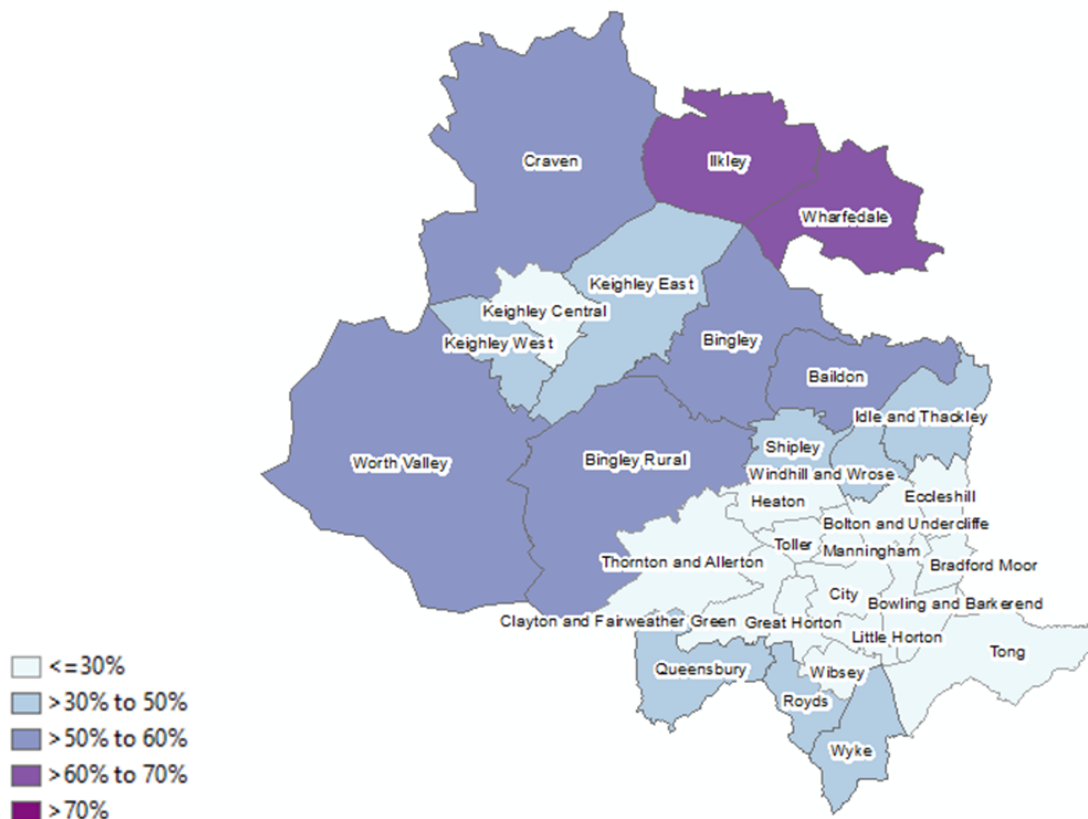 Craven
Ilkley
Wharfedale
Keighley East
Keighley Central
Keighley West
Bingley
Baildon
Idle and Thackley
Shipley
Worth Valley
Bingley Rural
Windhill and Wrose
Heaton
Eccleshill
Bolton and Undercliffe
Toller
Manningham
Thornton and Allerton
Bradford Moor
City
Bowling and Barkerend
Clayton and Fairweather Green
Great Horton
Little Horton
Tong
Queensbury
Wibsey
Royds
Wyke
<=30%
>30% to 50%
>50% to 60%
>60% to 70%
>70%